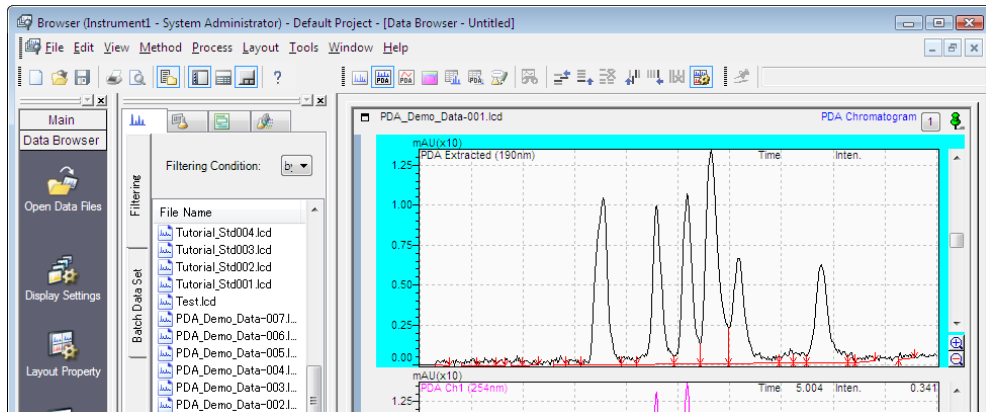 Browser (Instrument1 - System Administrator) - Default Project - [Data Browser - Untitled]
File Edit View Method Process Layout Tools Window Help
Main
Data Browser
Open Data Files
Display Settings
Layout Property
Filtering
Batch Data Set
Filtering Condition: by
File Name
Tutorial_Std004.lcd
Tutorial_Std003.lcd
Tutorial_Std002.lcd
Tutorial_Std001.lcd
Test.lcd
PDA_Demo_Data-007.l...
PDA_Demo_Data-006.l...
PDA_Demo_Data-005.l...
PDA_Demo_Data-004.l...
PDA_Demo_Data-003.l...
PDA_Demo_Data-002.l...
PDA_Demo_Data-001.lcd PDA Chromatogram 1
mAU(x10)
PDA Extracted (190nm) Time Inten.
1.25
1.00
0.75
0.50
0.25
0.00
mAU(x10)
PDA Ch1 (254nm) Time 5.004 Inten. 0.341
1.25